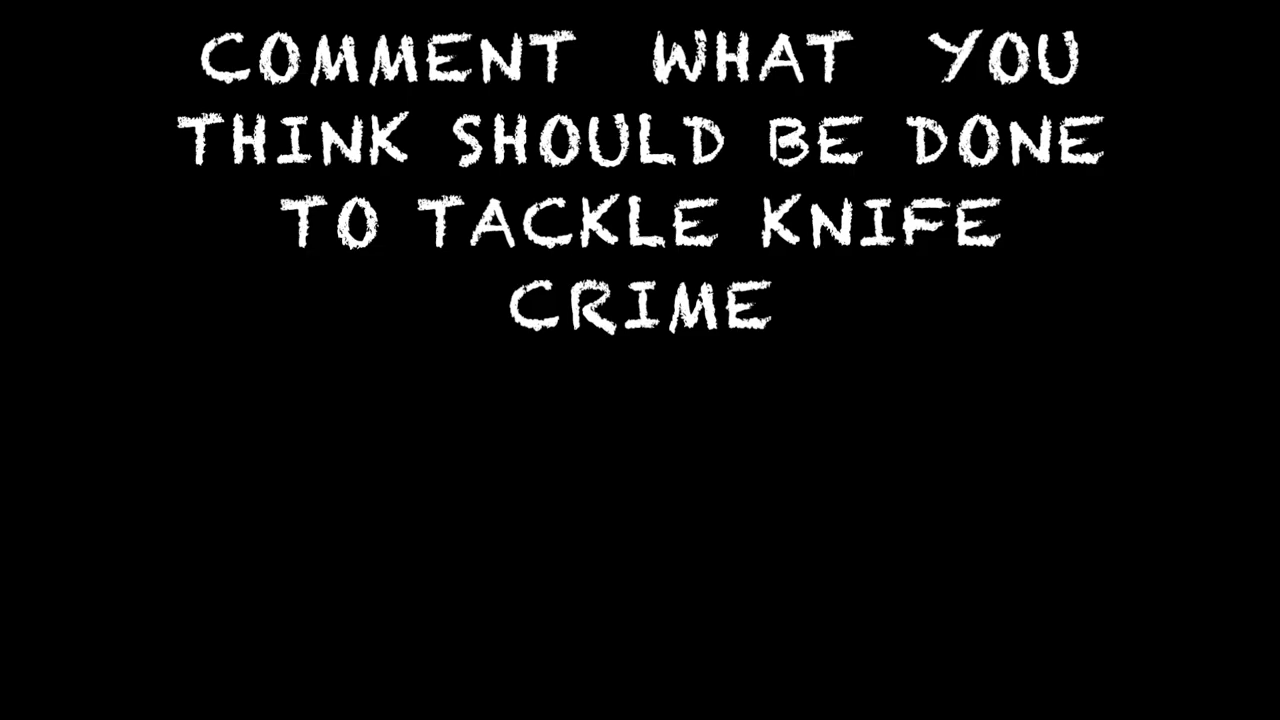 COMMENT WHAT YOU
THINK SHOULD BE DONE
TO TACKLE KNIFE
CRIME